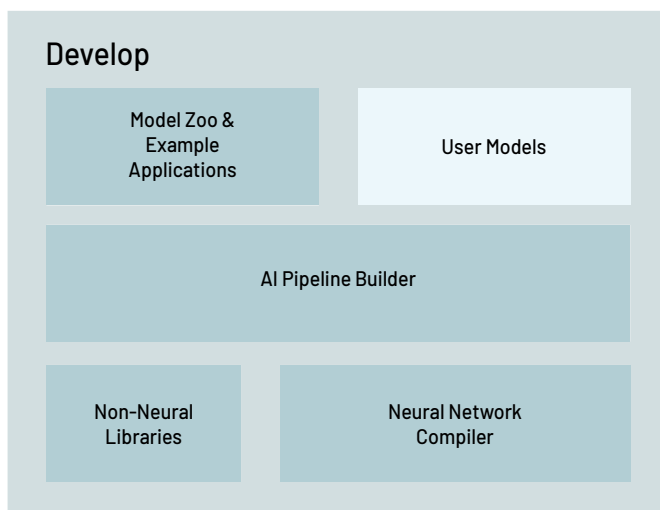 Develop
Model Zoo &
Example
Applications
User Models
AI Pipeline Builder
Non-Neural
Libraries
Neural Network
Compiler